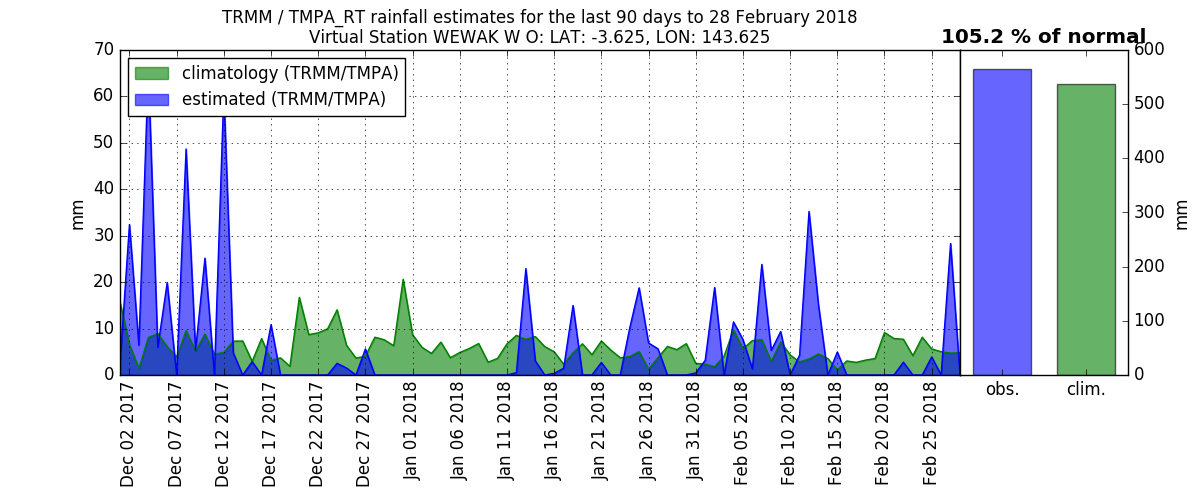 TRMM / TMPA_RT rainfall estimates for the last 90 days to 28 February 2018
Virtual Station WEWAK W O: LAT: -3.625, LON: 143.625
105.2 % of normal
climatology (TRMM/TMPA)
estimated (TRMM/TMPA)
70
60
50
40
30
20
10
0
mm
600
500
400
300
200
100
0
mm
Dec 02 2017
Dec 07 2017
Dec 12 2017
Dec 17 2017
Dec 22 2017
Dec 27 2017
Jan 01 2018
Jan 06 2018
Jan 11 2018
Jan 16 2018
Jan 21 2018
Jan 26 2018
Jan 31 2018
Feb 05 2018
Feb 10 2018
Feb 15 2018
Feb 20 2018
Feb 25 2018
obs.
clim.